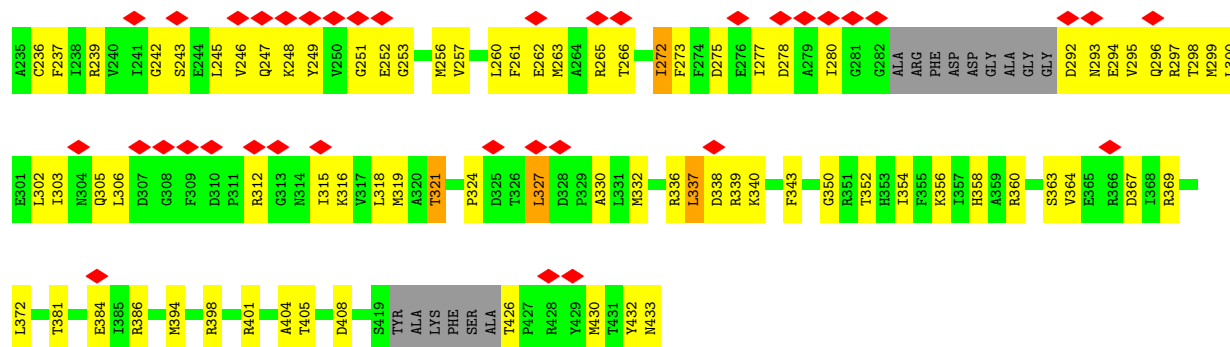 A235 C236 F237 I238 R239 V240 I241 G242 S243 E244 L245 V246 Q247 K248 Y249 V250 G251 E252 G253 M256 V257 L260 F261 E262 M263 A264 R265 T266 I272 F273 F274 D275 E276 I277 D278 A279 I280 G281 G282 ALA ARG PHE ASP ASP GLY ALA GLY GLY D292 N293 E294 V295 Q296 R297 T298 M299 L300
E301 L302 I303 N304 Q305 L306 D307 G308 F309 D310 P311 R312 G313 N314 I315 K316 V317 L318 M319 A320 T321 P324 D325 T326 L327 D328 P329 A330 L331 M332 R336 L337 D338 R339 K340 F343 G350 R351 T352 H353 I354 F355 K356 I357 H358 A359 R360 S363 V364 E365 R366 D367 I368 R369
L372 T381 E384 I385 R386 M394 R398 R401 A404 T405 D408 S419 TYR ALA LYS PHE SER ALA T426 P427 R428 Y429 M430 T431 Y432 N433